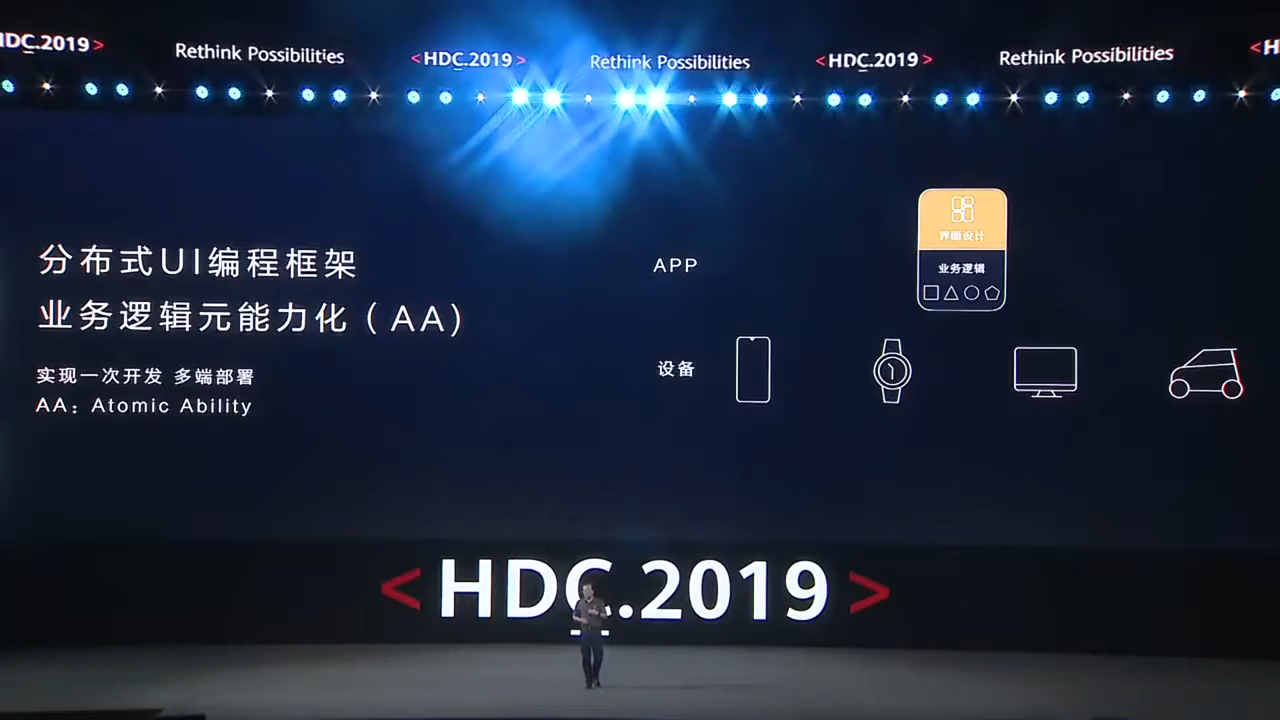 HDC.2019>
Rethink Possibilities
<HDC.2019>
Rethink Possibilities
<HDC.2019>
Rethink Possibilities
<H
分布式UI编程框架
业务逻辑元能力化（AA）
实现一次开发 多端部署
AA：Atomic Ability
APP
界面设计
业务逻辑
设备
<HDC.2019>